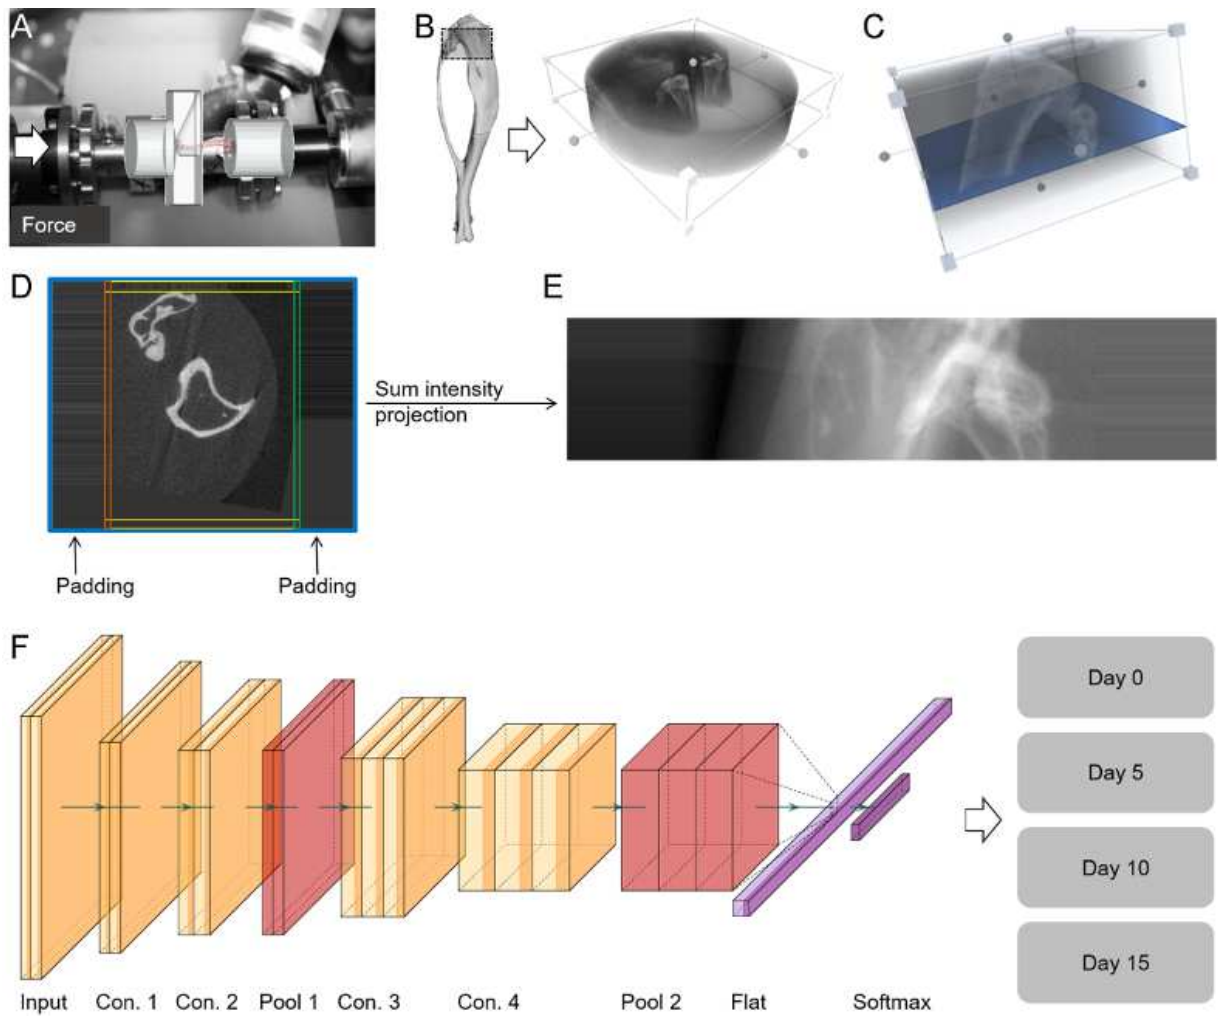 A
B
C
Force
D
E
Sum intensity
projection
Padding
Padding
F
Day 0
Day 5
Day 10
Day 15
Input
Con. 1
Con. 2
Pool 1
Con. 3
Con. 4
Pool 2
Flat
Softmax